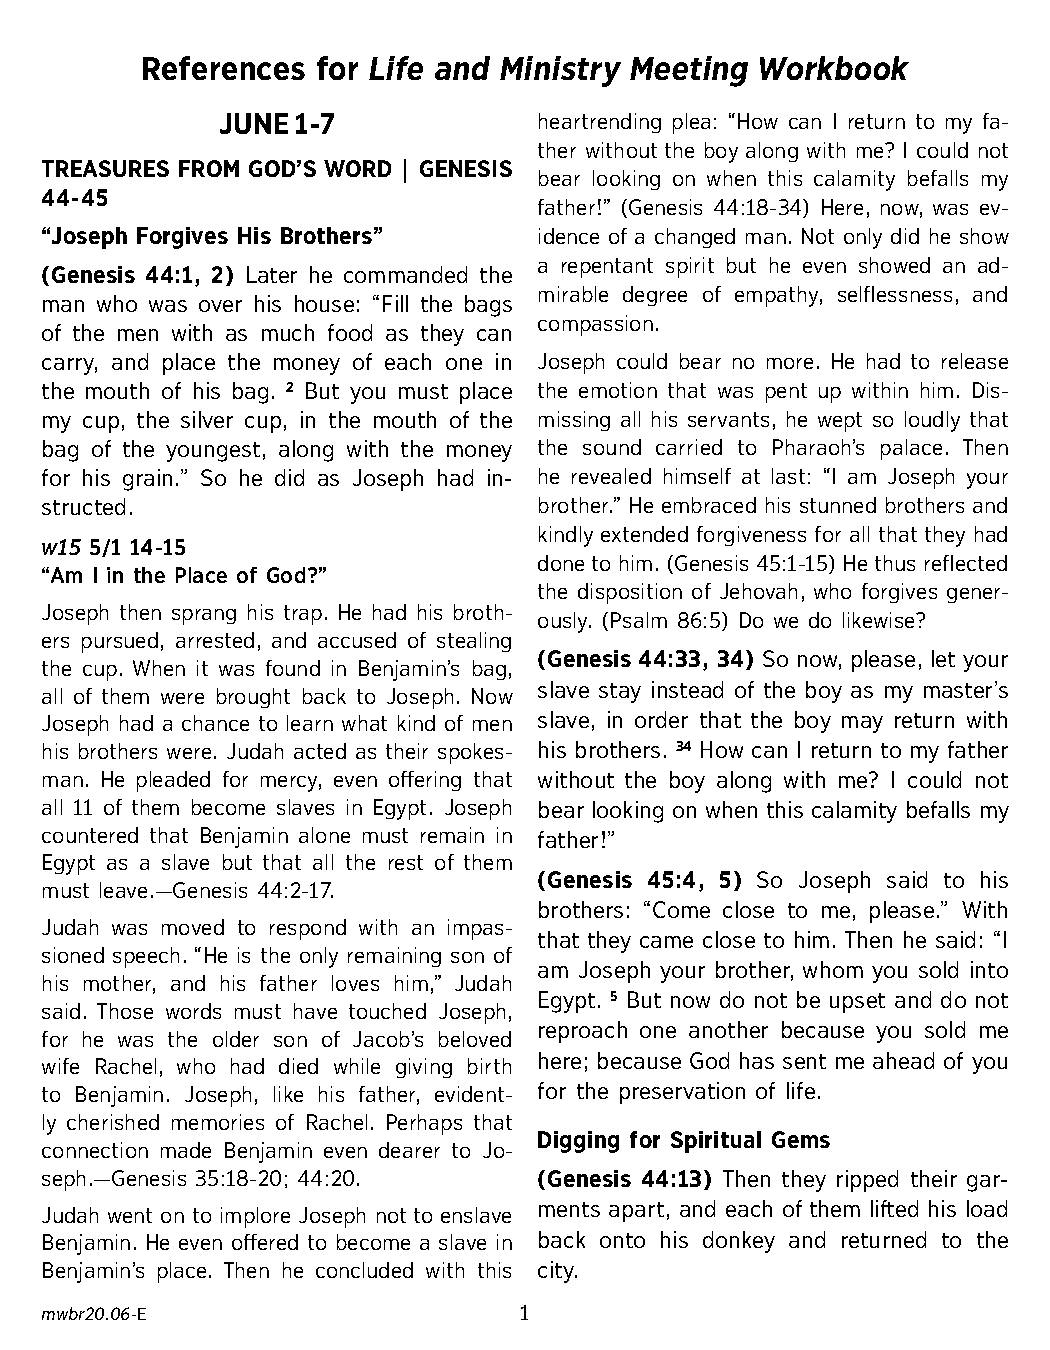 References for Life and Ministry Meeting Workbook
JUNE 1-7
TREASURES FROM GOD’S WORD | GENESIS
44-45
“Joseph Forgives His Brothers”
(Genesis 44:1, 2) Later he commanded the
man who was over his house: “Fill the bags
of the men with as much food as they can
carry, and place the money of each one in
the mouth of his bag. ² But you must place
my cup, the silver cup, in the mouth of the
bag of the youngest, along with the money
for his grain.” So he did as Joseph had in-
structed.
w15 5/1 14-15
“Am I in the Place of God?”
Joseph then sprang his trap. He had his broth-
ers pursued, arrested, and accused of stealing
the cup. When it was found in Benjamin’s bag,
all of them were brought back to Joseph. Now
Joseph had a chance to learn what kind of men
his brothers were. Judah acted as their spokes-
man. He pleaded for mercy, even offering that
all 11 of them become slaves in Egypt. Joseph
countered that Benjamin alone must remain in
Egypt as a slave but that all the rest of them
must leave.—Genesis 44:2-17.
Judah was moved to respond with an impas-
sioned speech. “He is the only remaining son of
his mother, and his father loves him,” Judah
said. Those words must have touched Joseph,
for he was the older son of Jacob’s beloved
wife Rachel, who had died while giving birth
to Benjamin. Joseph, like his father, evident-
ly cherished memories of Rachel. Perhaps that
connection made Benjamin even dearer to Jo-
seph.—Genesis 35:18-20; 44:20.
Judah went on to implore Joseph not to enslave
Benjamin. He even offered to become a slave in
Benjamin’s place. Then he concluded with this
heartrending plea: “How can I return to my fa-
ther without the boy along with me? I could not
bear looking on when this calamity befalls my
father!” (Genesis 44:18-34) Here, now, was ev-
idence of a changed man. Not only did he show
a repentant spirit but he even showed an ad-
mirable degree of empathy, selflessness, and
compassion.
Joseph could bear no more. He had to release
the emotion that was pent up within him. Dis-
missing all his servants, he wept so loudly that
the sound carried to Pharaoh’s palace. Then
he revealed himself at last: “I am Joseph your
brother.” He embraced his stunned brothers and
kindly extended forgiveness for all that they had
done to him. (Genesis 45:1-15) He thus reflected
the disposition of Jehovah, who forgives gener-
ously. (Psalm 86:5) Do we do likewise?
(Genesis 44:33, 34) So now, please, let your
slave stay instead of the boy as my master’s
slave, in order that the boy may return with
his brothers. ³⁴ How can I return to my father
without the boy along with me? I could not
bear looking on when this calamity befalls my
father!”
(Genesis 45:4, 5) So Joseph said to his
brothers: “Come close to me, please.” With
that they came close to him. Then he said: “I
am Joseph your brother, whom you sold into
Egypt. ⁵ But now do not be upset and do not
reproach one another because you sold me
here; because God has sent me ahead of you
for the preservation of life.
Digging for Spiritual Gems
(Genesis 44:13) Then they ripped their gar-
ments apart, and each of them lifted his load
back onto his donkey and returned to the
city.
mwbr20.06-E
1